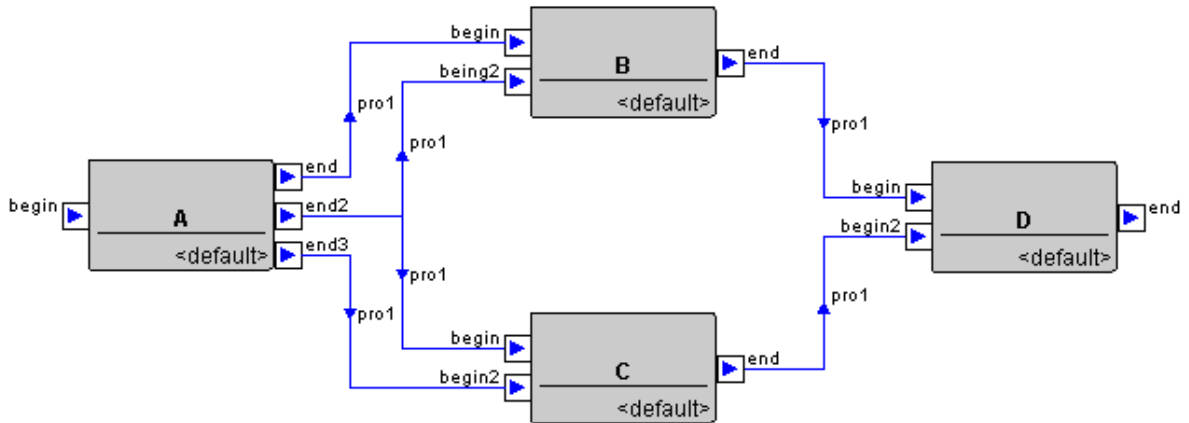 begin
B
<default>
being2
end
pro1
pro1
pro1
begin
A
<default>
end
end2
end3
pro1
pro1
begin
begin2
D
<default>
end
pro1
begin
begin2
C
<default>
end